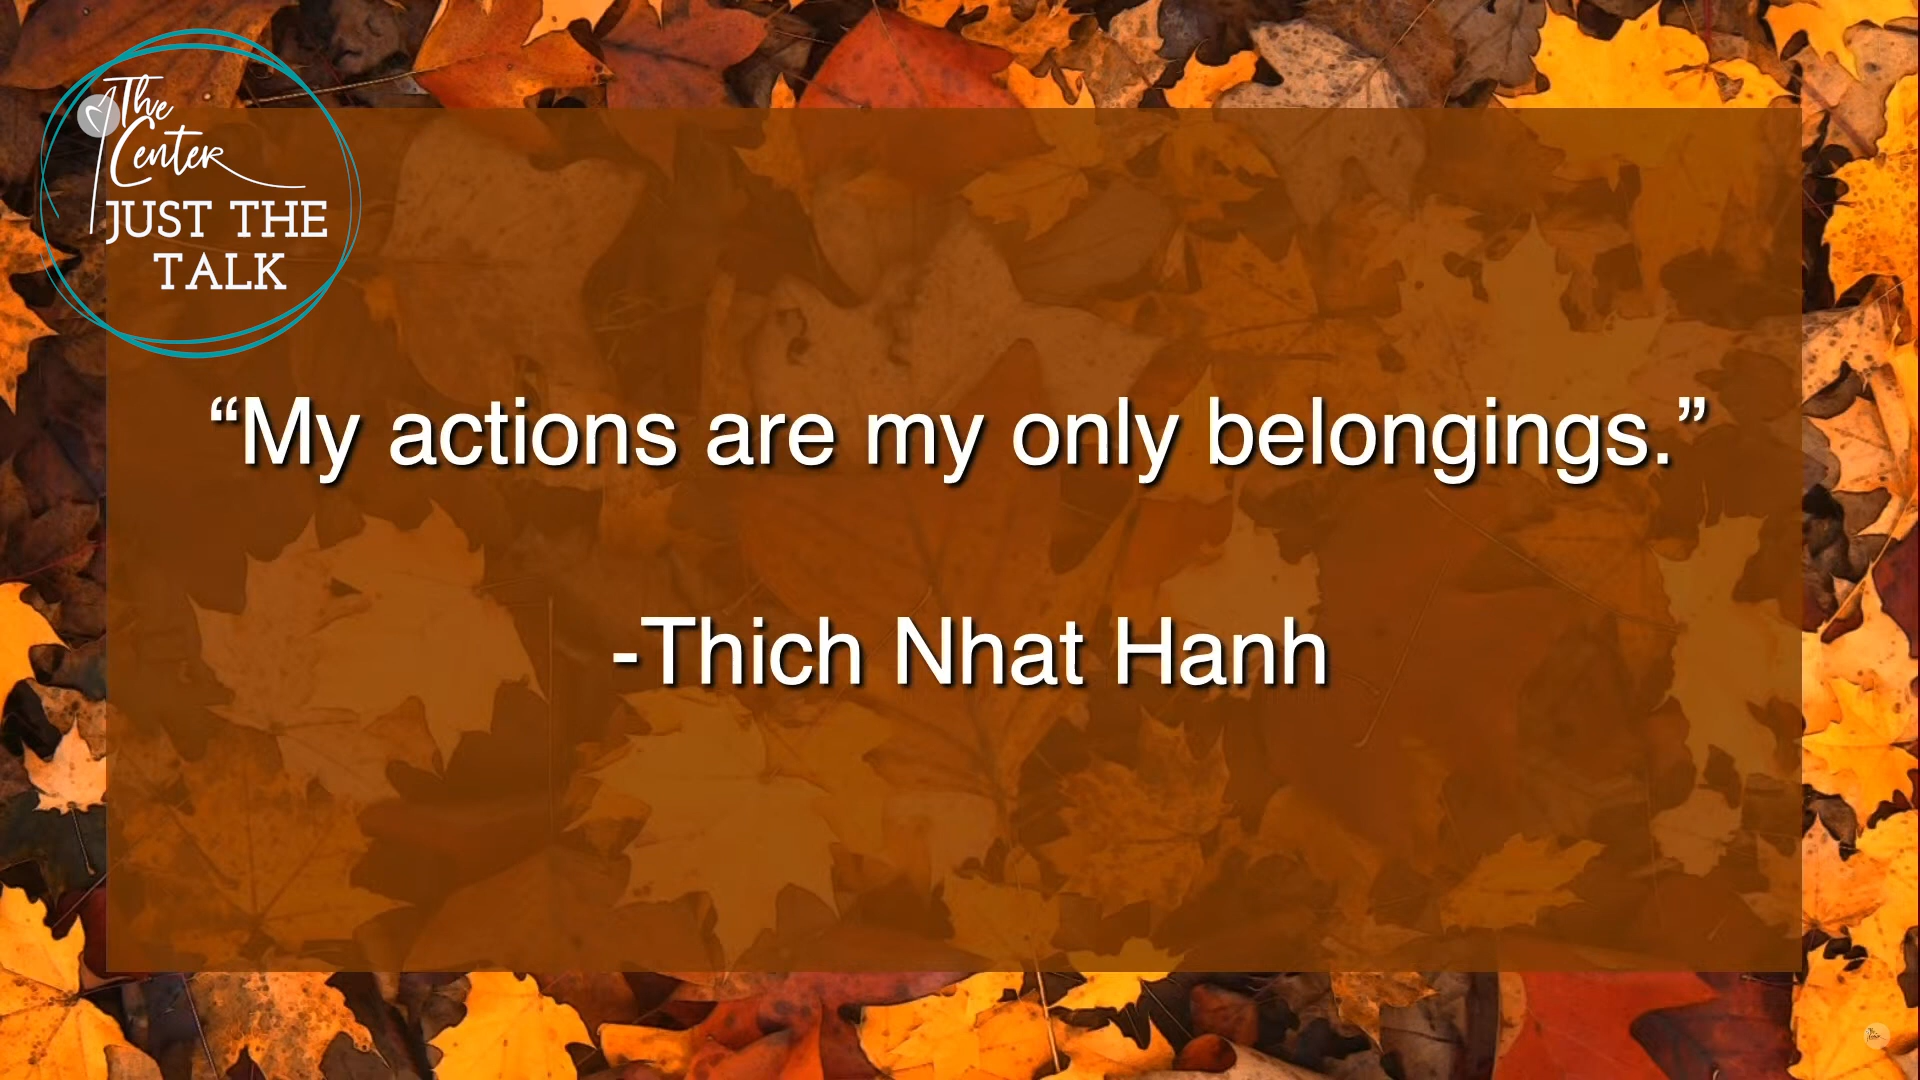 The
Center
JUST THE
TALK
“My actions are my only belongings.”
-Thich Nhat Hanh